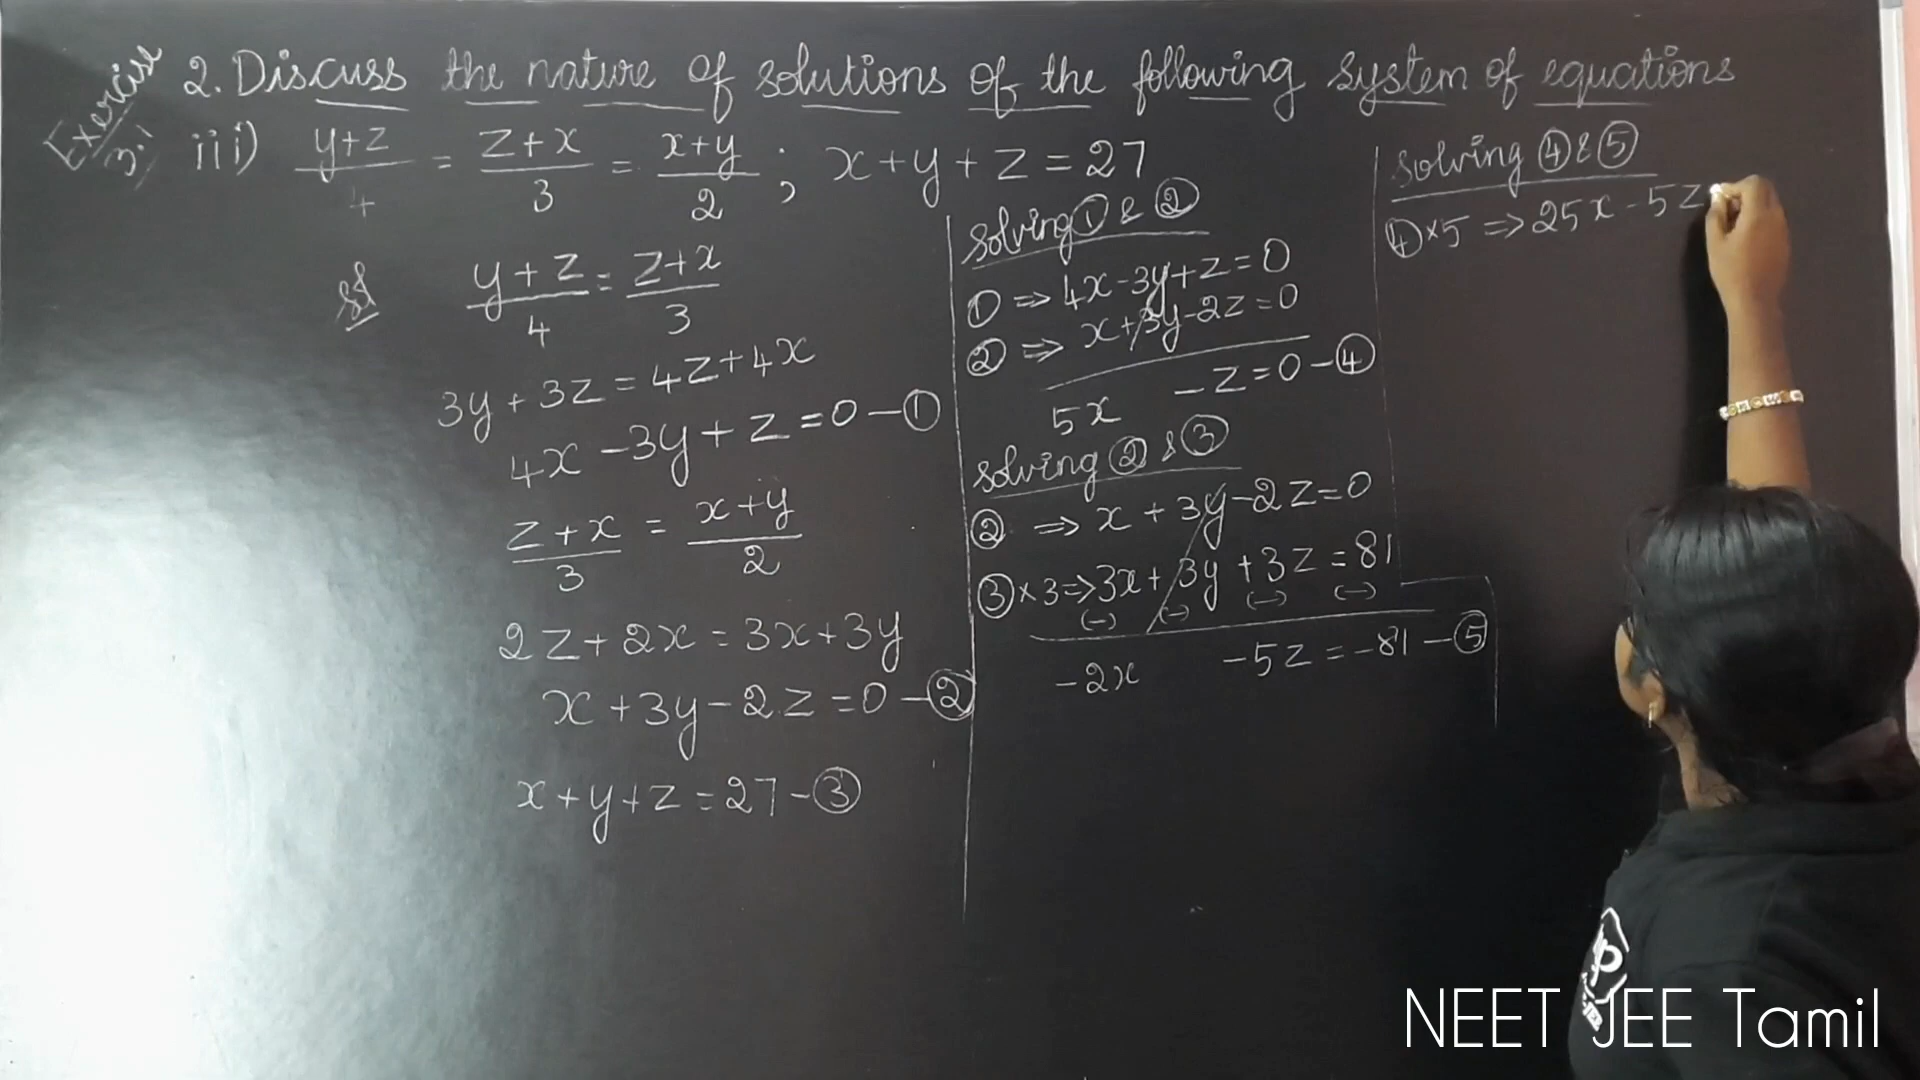 Exercise 3.1
2. Discuss the nature of solutions of the following system of equations
iii) y+z/4 = z+x/3 = x+y/2 ; x+y+z=27
sol y+z/4 = z+x/3
3y+3z=4z+4x
4x-3y+z=0-①
z+x/3 = x+y/2
2z+2x=3x+3y
x+3y-2z=0-②
x+y+z=27-③
solving ① & ②
① ⇒ 4x-3y+z=0
② ⇒ x+3y-2z=0
5x -z=0-④
solving ② & ③
② ⇒ x+3y-2z=0
③×3⇒3x+3y+3z=81
(-) (-) (-) (-)
-2x -5z=-81-⑤
solving ④ & ⑤
④×5 ⇒25x-5z
NEET JEE Tamil